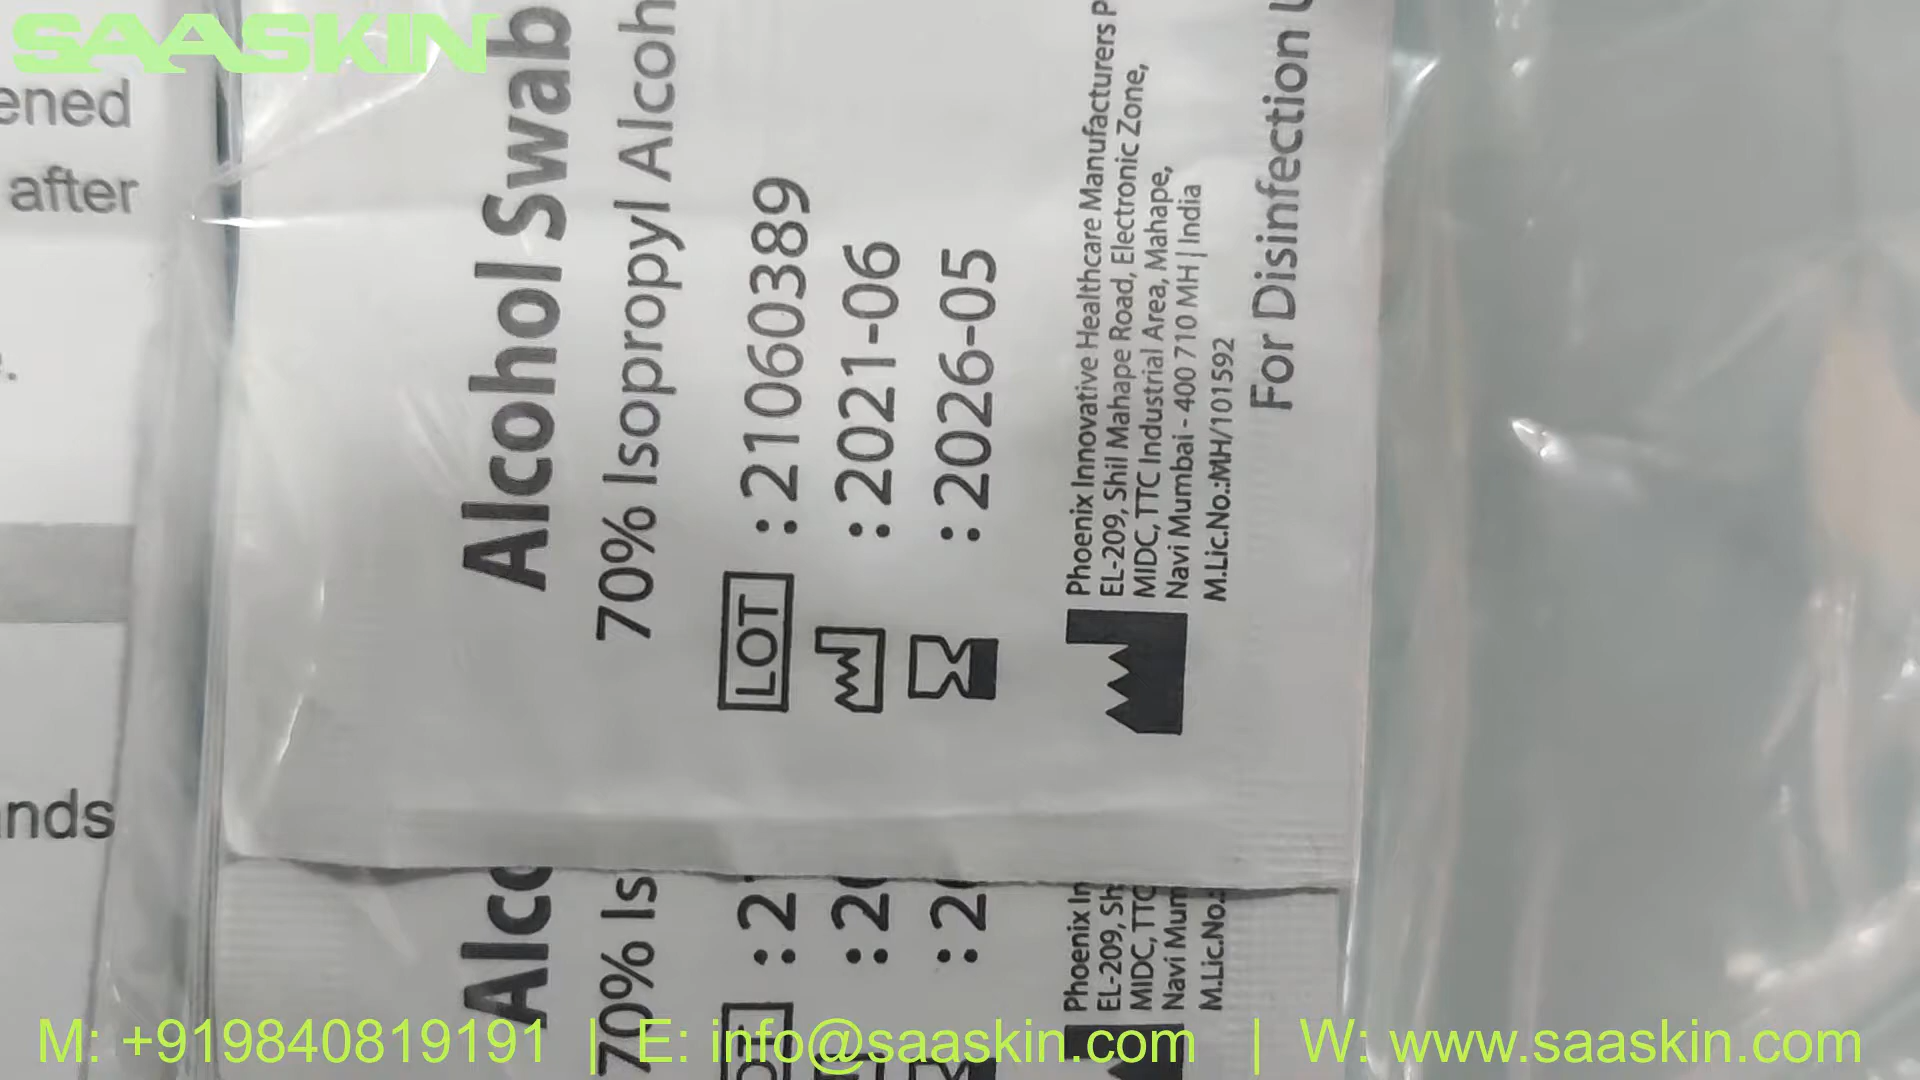 SAASKIN
ened
after
nds
Alcohol Swab
70% Isopropyl Alcoh
LOT :21060389
:2021-06
:2026-05
Phoenix Innovative Healthcare Manufacturers P
EL-209, Shil Mahape Road, Electronic Zone,
MIDC, TTC Industrial Area, Mahape,
Navi Mumbai - 400 710 MH | India
M.Lic.No.:MH/101592
For Disinfection U
Alco
70% Is
:21
:20
:20
Phoenix In
EL-209, Sh
MIDC, TTC
Navi Mum
M.Lic.No.:
M: +919840819191 | E: info@saaskin.com | W: www.saaskin.com